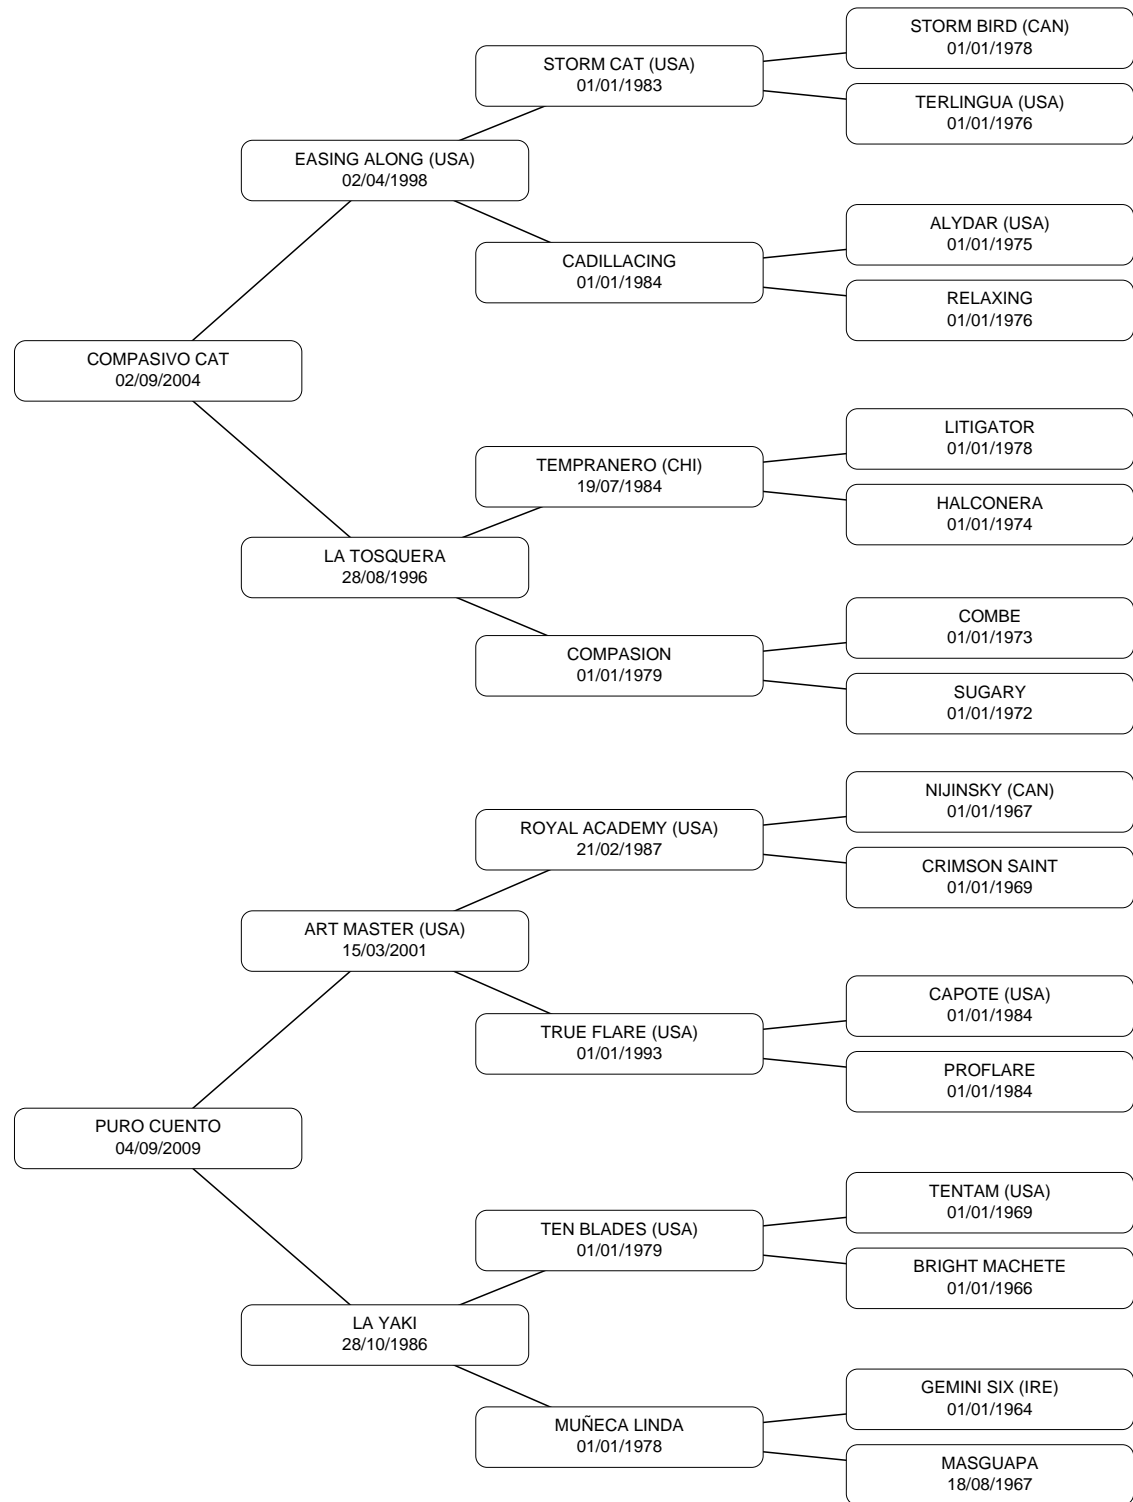 STORM BIRD (CAN)
01/01/1978
STORM CAT (USA)
01/01/1983
TERLINGUA (USA)
01/01/1976
EASING ALONG (USA)
02/04/1998
ALYDAR (USA)
01/01/1975
CADILLACING
01/01/1984
RELAXING
01/01/1976
COMPASIVO CAT
02/09/2004
LITIGATOR
01/01/1978
TEMPRANERO (CHI)
19/07/1984
HALCONERA
01/01/1974
LA TOSQUERA
28/08/1996
COMBE
01/01/1973
COMPASION
01/01/1979
SUGARY
01/01/1972
NIJINSKY (CAN)
01/01/1967
ROYAL ACADEMY (USA)
21/02/1987
CRIMSON SAINT
01/01/1969
ART MASTER (USA)
15/03/2001
CAPOTE (USA)
01/01/1984
TRUE FLARE (USA)
01/01/1993
PROFLARE
01/01/1984
PURO CUENTO
04/09/2009
TENTAM (USA)
01/01/1969
TEN BLADES (USA)
01/01/1979
BRIGHT MACHETE
01/01/1966
LA YAKI
28/10/1986
GEMINI SIX (IRE)
01/01/1964
MUÑECA LINDA
01/01/1978
MASGUAPA
18/08/1967